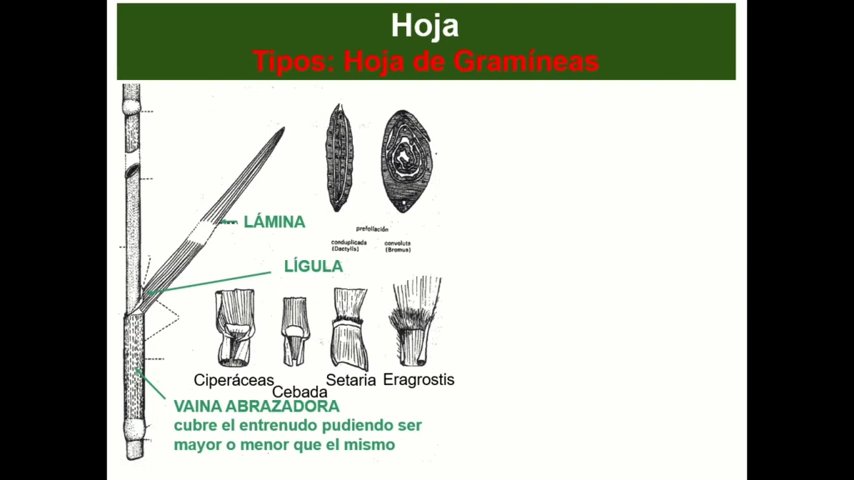 Hoja
Tipos: Hoja de Gramíneas
LÁMINA
prefoliación
conduplicada
(Dactylis)
convoluta
(Bromus)
LÍGULA
Ciperáceas
Cebada
Setaria
Eragrostis
VAINA ABRAZADORA
cubre el entrenudo pudiendo ser
mayor o menor que el mismo